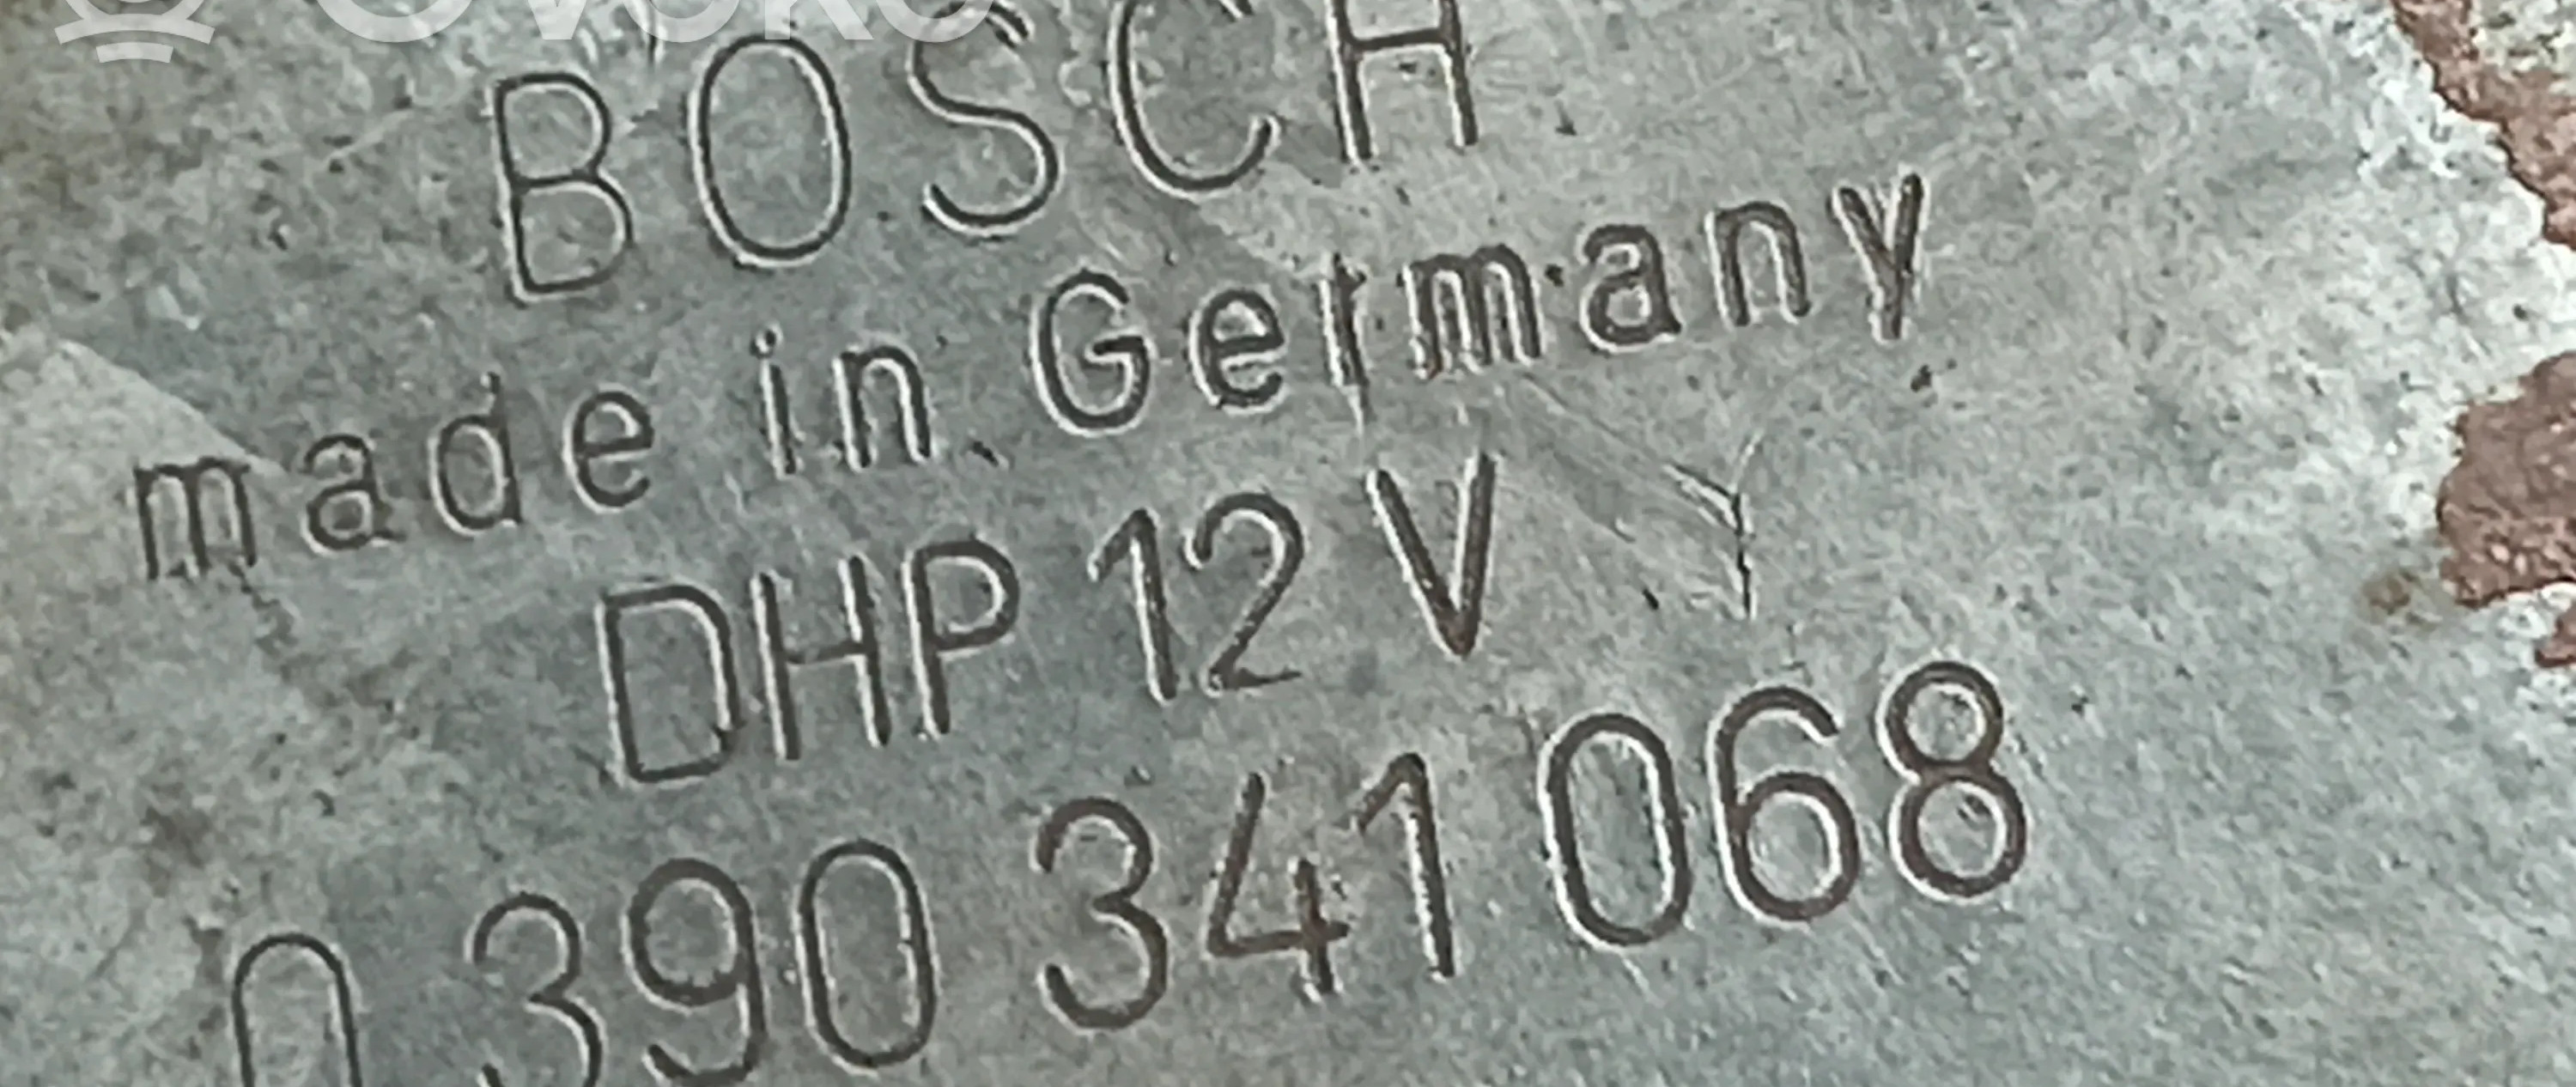 BOSCH
made in Germany
DHP 12 V Y
0 390 341 068